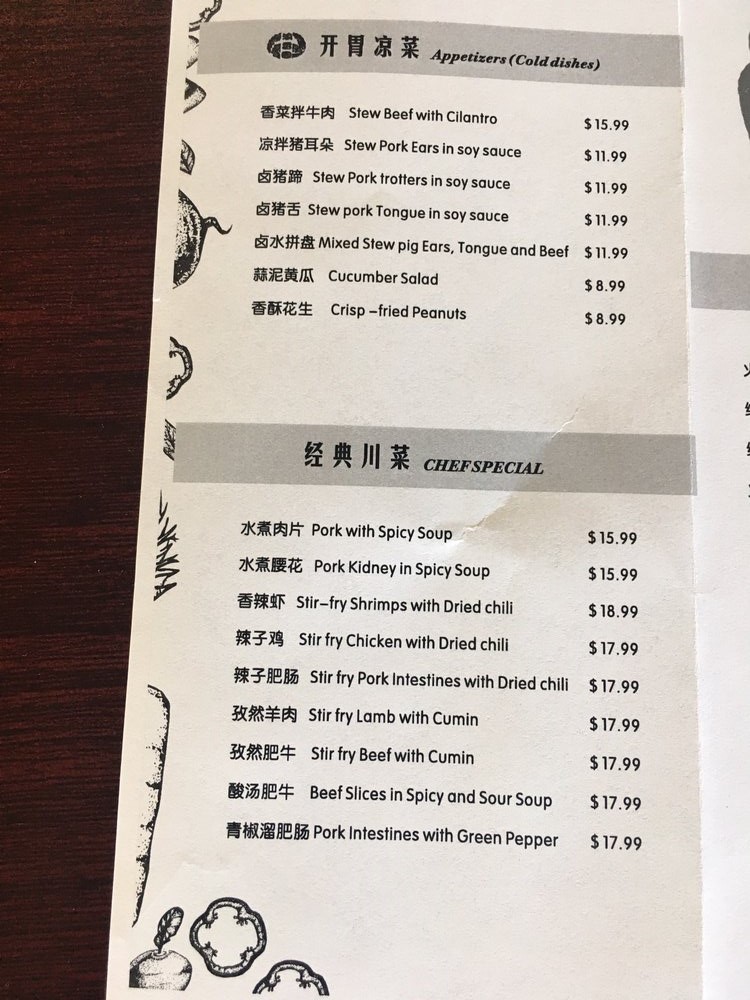 开胃凉菜 Appetizers (Cold dishes)
香菜拌牛肉 Stew Beef with Cilantro $15.99
凉拌猪耳朵 Stew Pork Ears in soy sauce $11.99
卤猪蹄 Stew Pork trotters in soy sauce $11.99
卤猪舌 Stew pork Tongue in soy sauce $11.99
卤水拼盘 Mixed Stew pig Ears, Tongue and Beef $11.99
蒜泥黄瓜 Cucumber Salad $8.99
香酥花生 Crisp –fried Peanuts $8.99
经典川菜 CHEF SPECIAL
水煮肉片 Pork with Spicy Soup $15.99
水煮腰花 Pork Kidney in Spicy Soup $15.99
香辣虾 Stir–fry Shrimps with Dried chili $18.99
辣子鸡 Stir fry Chicken with Dried chili $17.99
辣子肥肠 Stir fry Pork Intestines with Dried chili $17.99
孜然羊肉 Stir fry Lamb with Cumin $17.99
孜然肥牛 Stir fry Beef with Cumin $17.99
酸汤肥牛 Beef Slices in Spicy and Sour Soup $17.99
青椒溜肥肠 Pork Intestines with Green Pepper $17.99